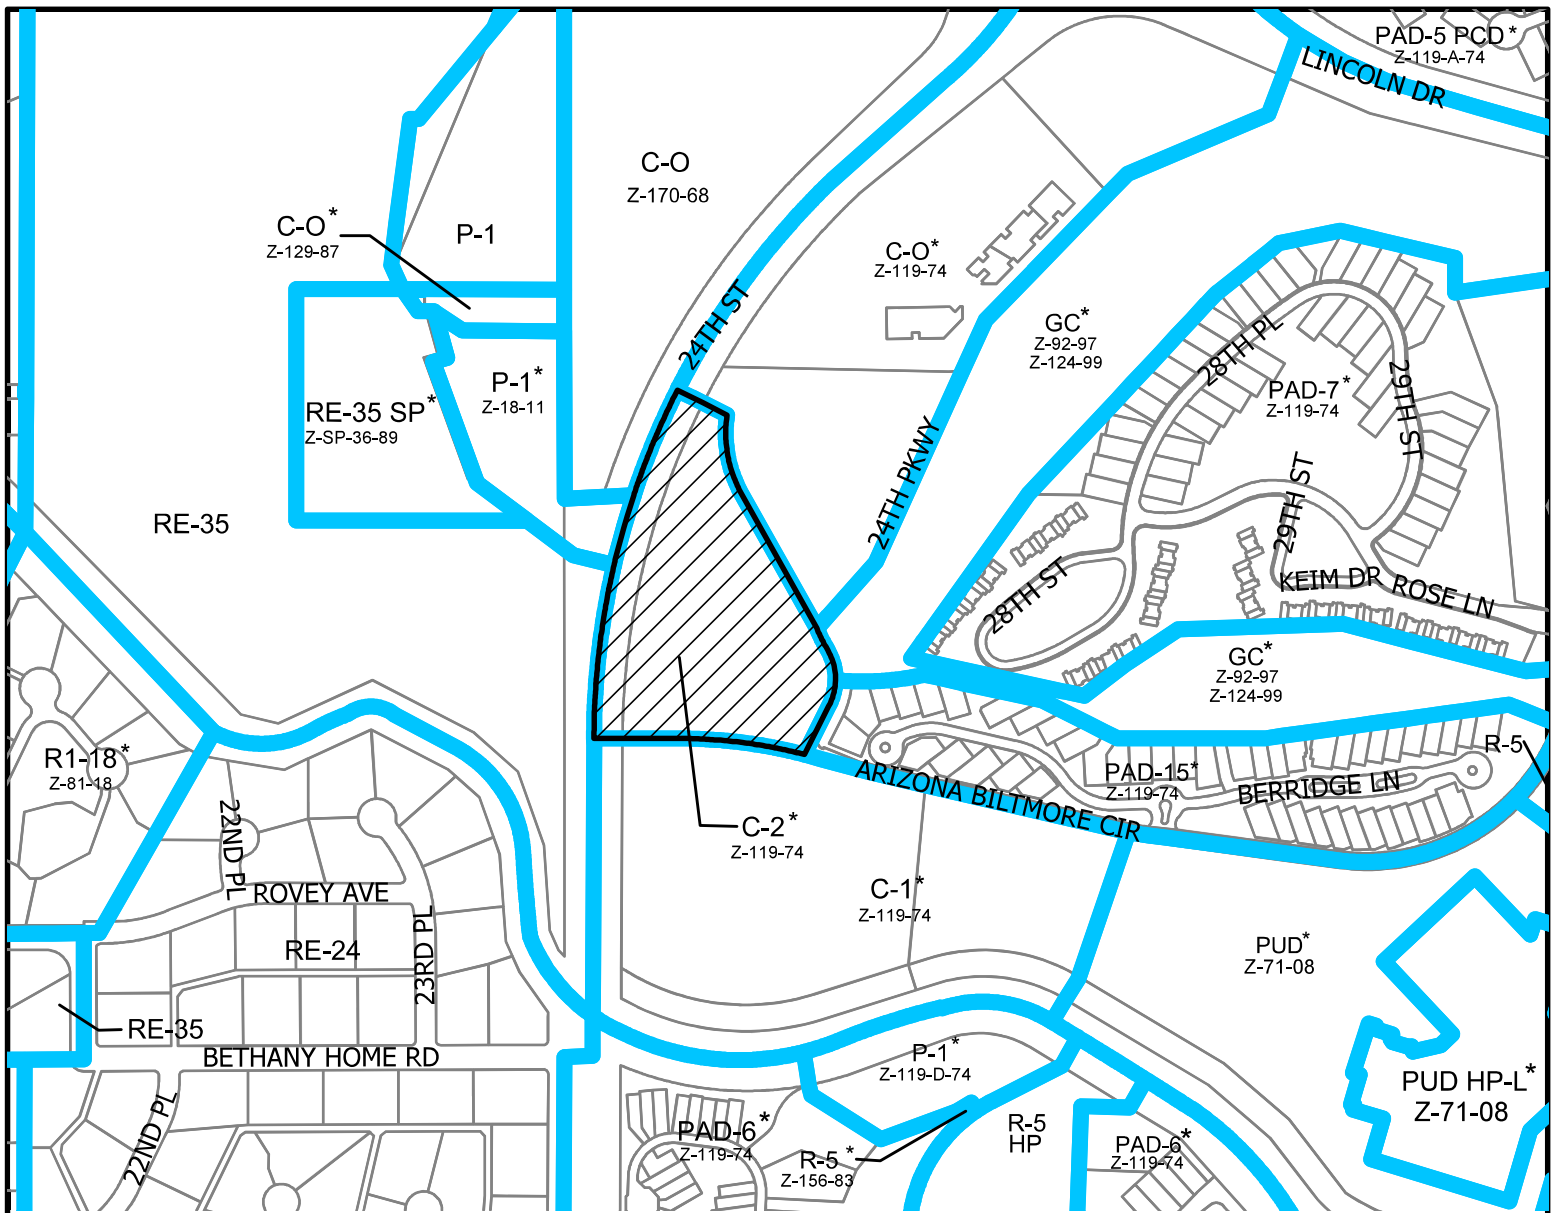 PAD-5 PCD*
Z-119-A-74
LINCOLN DR
C-O
Z-170-68
C-O*
Z-129-87
P-1
C-O*
Z-119-74
24TH ST
GC*
Z-92-97
Z-124-99
28TH PL
PAD-7*
Z-119-74
29TH ST
P-1*
Z-18-11
RE-35 SP*
Z-SP-36-89
24TH PKWY
29TH ST
RE-35
28TH ST
KEIM DR
ROSE LN
GC*
Z-92-97
Z-124-99
R1-18*
Z-81-18
R-5
ARIZONA BILTMORE CIR
PAD-15*
Z-119-74
BERRIDGE LN
22ND PL
C-2*
Z-119-74
ROVEY AVE
C-1*
Z-119-74
RE-24
23RD PL
PUD*
Z-71-08
RE-35
BETHANY HOME RD
P-1*
Z-119-D-74
PUD HP-L*
Z-71-08
22ND PL
PAD-6*
Z-119-74
R-5
HP
R-5*
Z-156-83
PAD-6*
Z-119-74